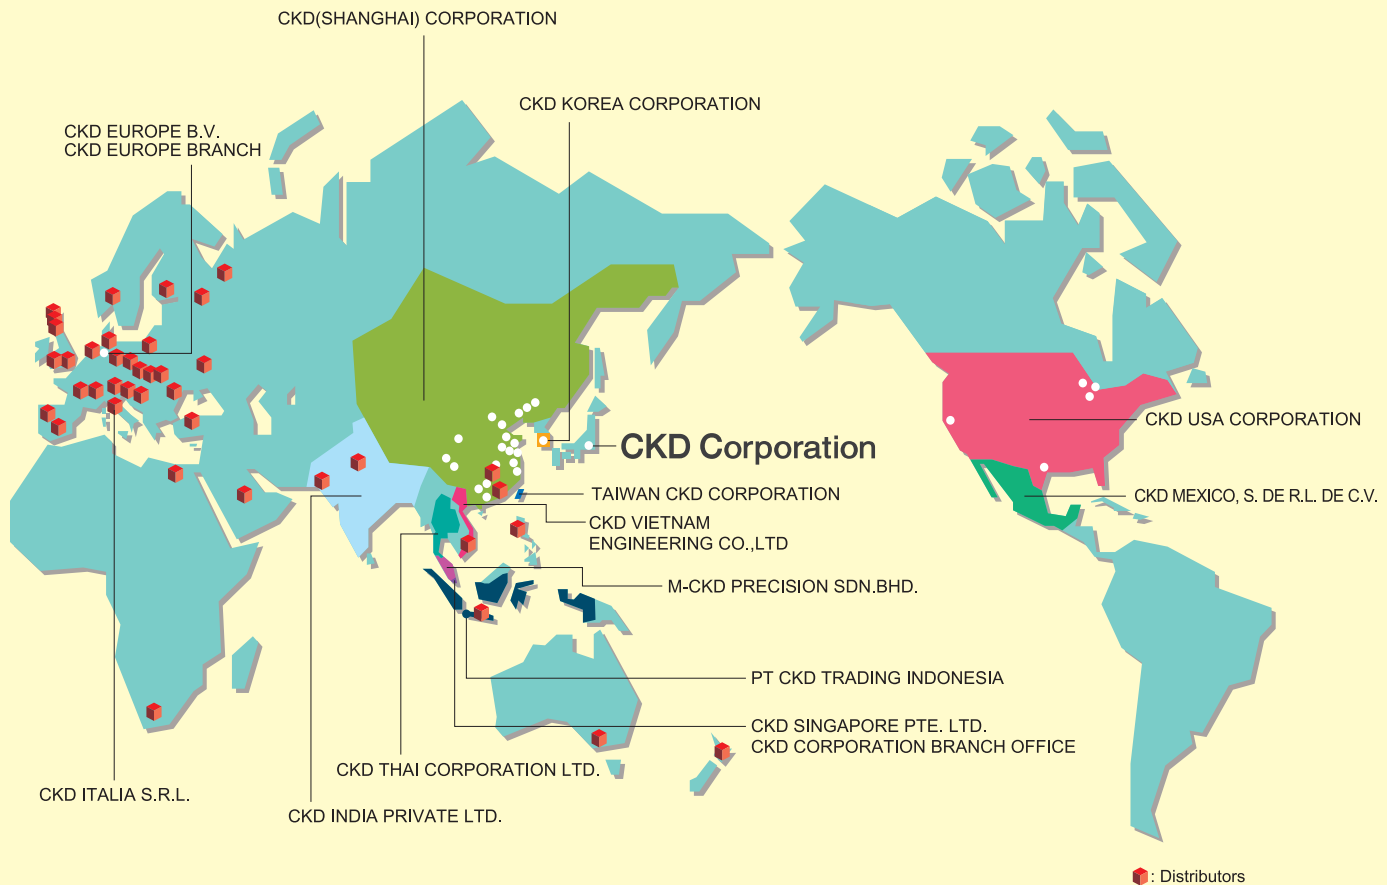 CKD(SHANGHAI) CORPORATION
CKD KOREA CORPORATION
CKD EUROPE B.V.
CKD EUROPE BRANCH
CKD USA CORPORATION
CKD Corporation
TAIWAN CKD CORPORATION
CKD MEXICO, S. DE R.L. DE C.V.
CKD VIETNAM
ENGINEERING CO.,LTD
M-CKD PRECISION SDN.BHD.
PT CKD TRADING INDONESIA
CKD SINGAPORE PTE. LTD.
CKD CORPORATION BRANCH OFFICE
CKD THAI CORPORATION LTD.
CKD ITALIA S.R.L.
CKD INDIA PRIVATE LTD.
: Distributors